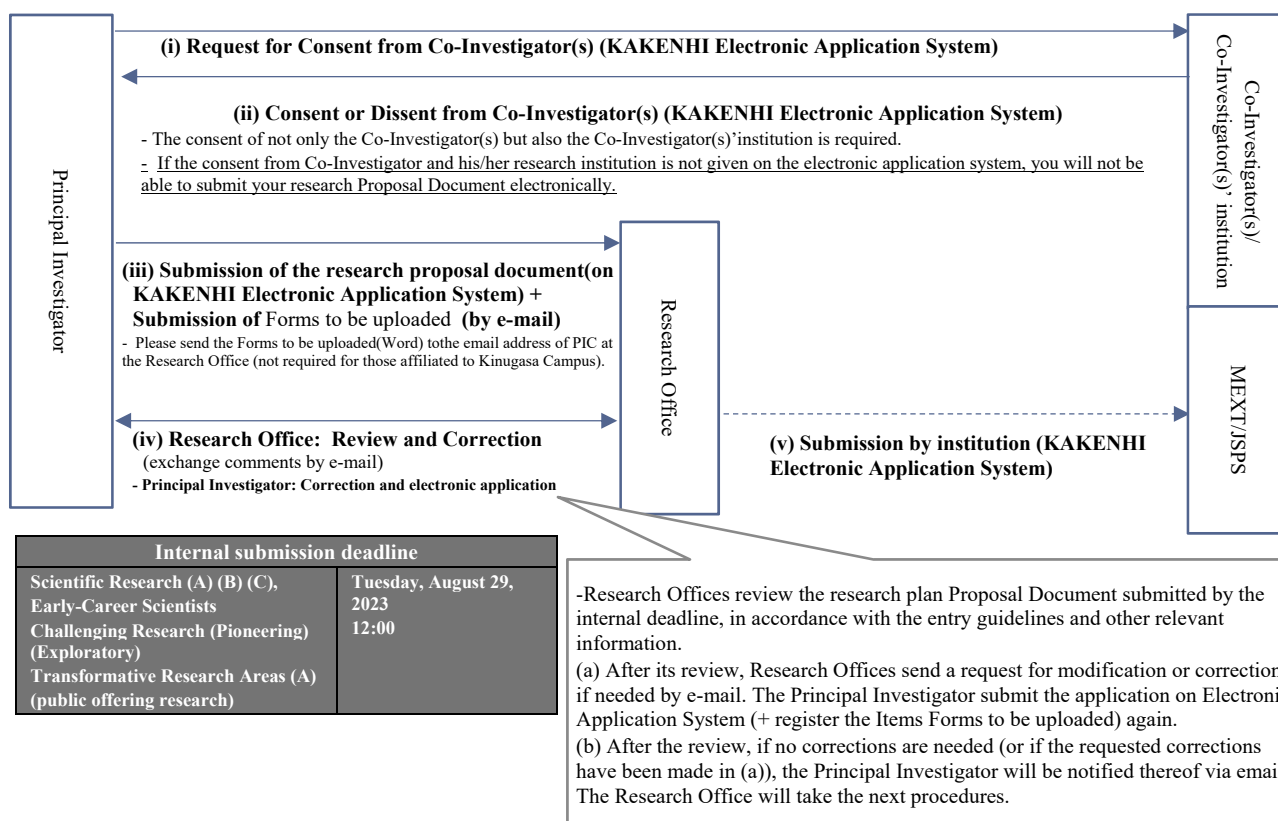 (i) Request for Consent from Co-Investigator(s) (KAKENHI Electronic Application System)
(ii) Consent or Dissent from Co-Investigator(s) (KAKENHI Electronic Application System)
- The consent of not only the Co-Investigator(s) but also the Co-Investigator(s)'institution is required.
- If the consent from Co-Investigator and his/her research institution is not given on the electronic application system, you will not be
able to submit your research Proposal Document electronically.
Principal Investigator
Co-Investigator(s)/
Co-Investigator(s)' institution
(iii) Submission of the research proposal document(on
KAKENHI Electronic Application System) +
Submission of Forms to be uploaded (by e-mail)
- Please send the Forms to be uploaded(Word) tothe email address of PIC at
the Research Office (not required for those affiliated to Kinugasa Campus).
Research Office
MEXT/JSPS
(iv) Research Office: Review and Correction
(exchange comments by e-mail)
- Principal Investigator: Correction and electronic application
(v) Submission by institution (KAKENHI
Electronic Application System)
Internal submission deadline
Scientific Research (A) (B) (C),
Early-Career Scientists
Challenging Research (Pioneering)
(Exploratory)
Transformative Research Areas (A)
(public offering research)
Tuesday, August 29,
2023
12:00
-Research Offices review the research plan Proposal Document submitted by the
internal deadline, in accordance with the entry guidelines and other relevant
information.
(a) After its review, Research Offices send a request for modification or correction
if needed by e-mail. The Principal Investigator submit the application on Electroni
Application System (+ register the Items Forms to be uploaded) again.
(b) After the review, if no corrections are needed (or if the requested corrections
have been made in (a)), the Principal Investigator will be notified thereof via emai
The Research Office will take the next procedures.